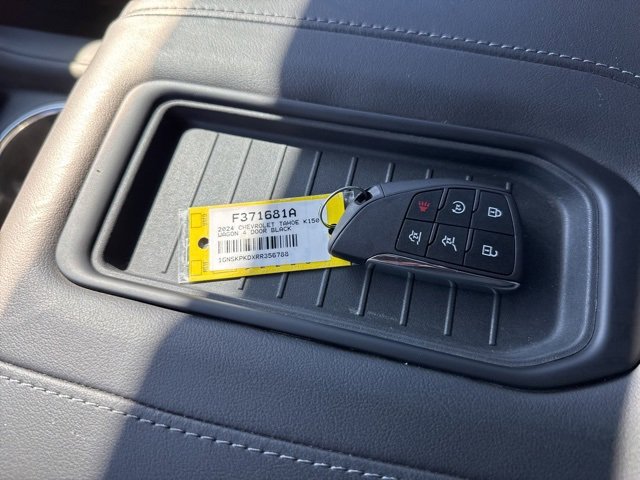 F371681A
2024 CHEVROLET TAHOE K150
WAGON 4 DOOR BLACK
1GNSKPKDXRR356788